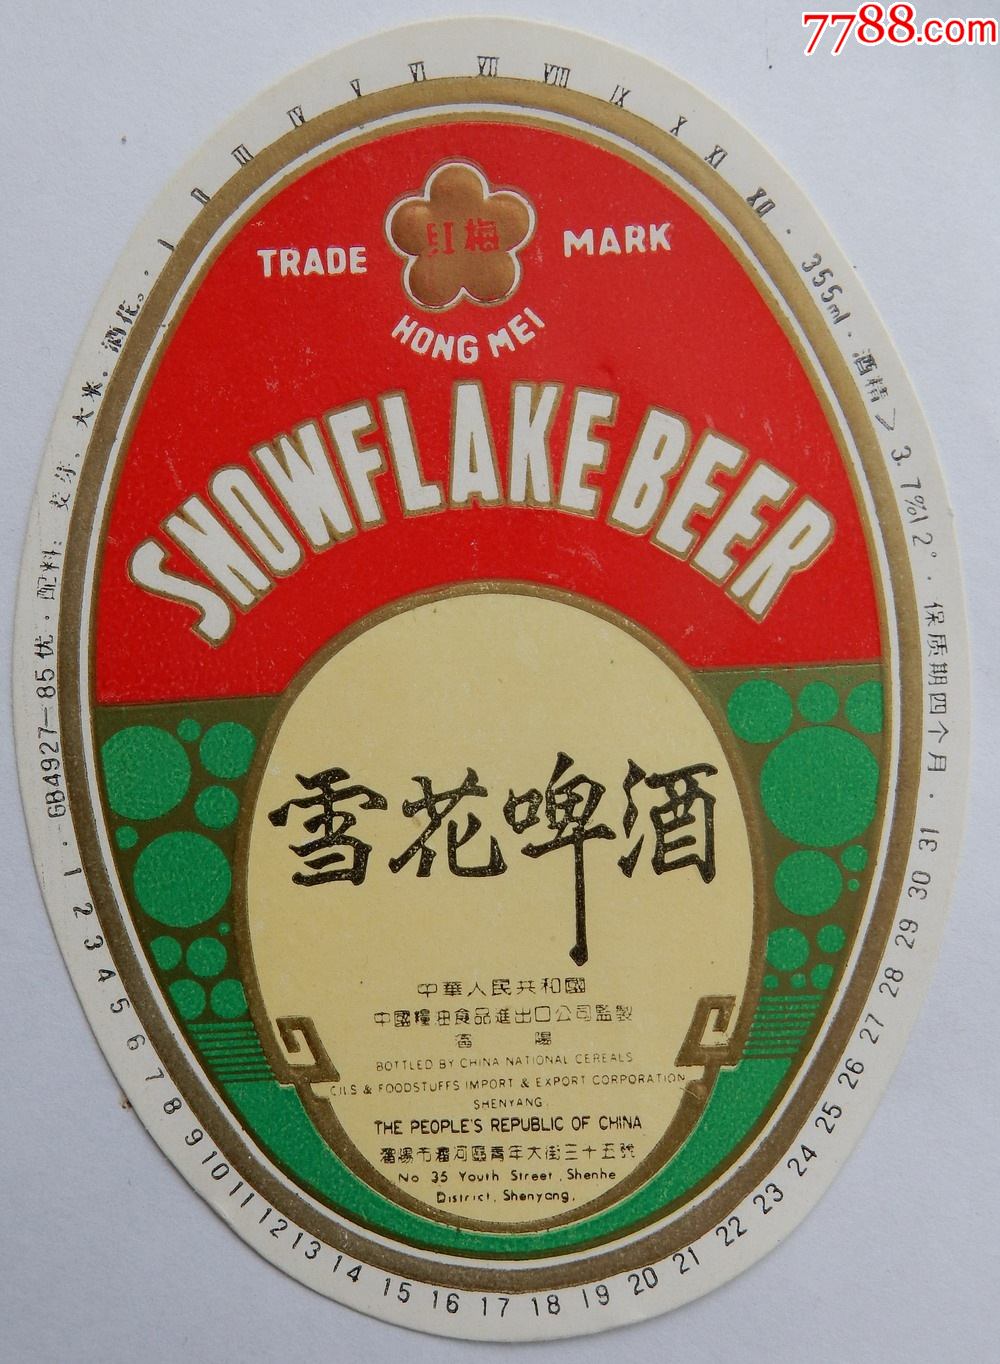 7788.com
I II III IV V VI VII VIII IX X XI XII · 355ml · 酒精≥3.7% 12° · 保质期四个月 ·
TRADE 红梅 MARK
HONG MEI
SNOWFLAKE BEER
雪花啤酒
中華人民共和國
中國糧油食品進出口公司監製
瀋陽
BOTTLED BY CHINA NATIONAL CEREALS
OILS & FOODSTUFFS IMPORT & EXPORT CORPORATION
SHENYANG.
THE PEOPLE'S REPUBLIC OF CHINA
瀋陽市瀋河區青年大街三十五號
No 35 Youth Street, Shenhe
District, Shenyang.
GB4927-85优 · 配料: 麦芽、大米、酒花。
1 2 3 4 5 6 7 8 9 10 11 12 13 14 15 16 17 18 19 20 21 22 23 24 25 26 27 28 29 30 31